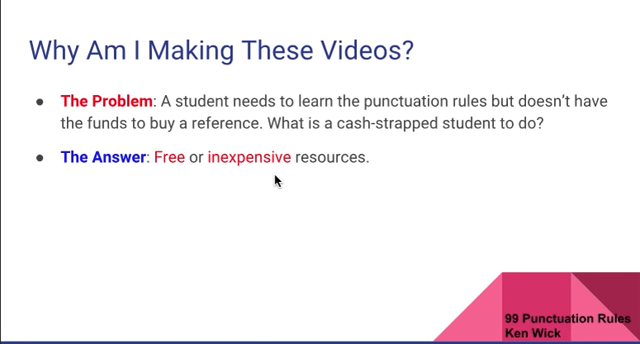 Why Am I Making These Videos?
● The Problem: A student needs to learn the punctuation rules but doesn’t have
the funds to buy a reference. What is a cash-strapped student to do?
● The Answer: Free or inexpensive resources.
99 Punctuation Rules
Ken Wick